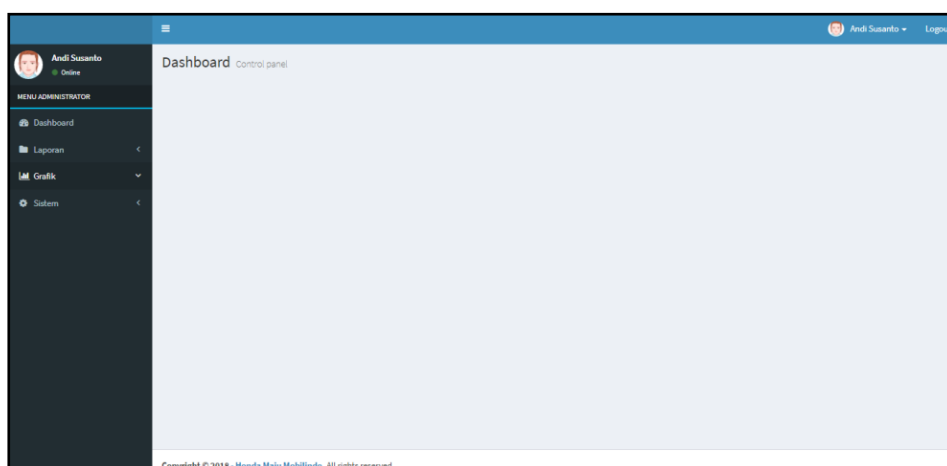 Andi Susanto Logou
Andi Susanto
Online
Dashboard Control panel
MENU ADMINISTRATOR
Dashboard
Laporan
Grafik
Sistem
Copyright © 2018 - Honda Maju Mobilindo. All rights reserved.